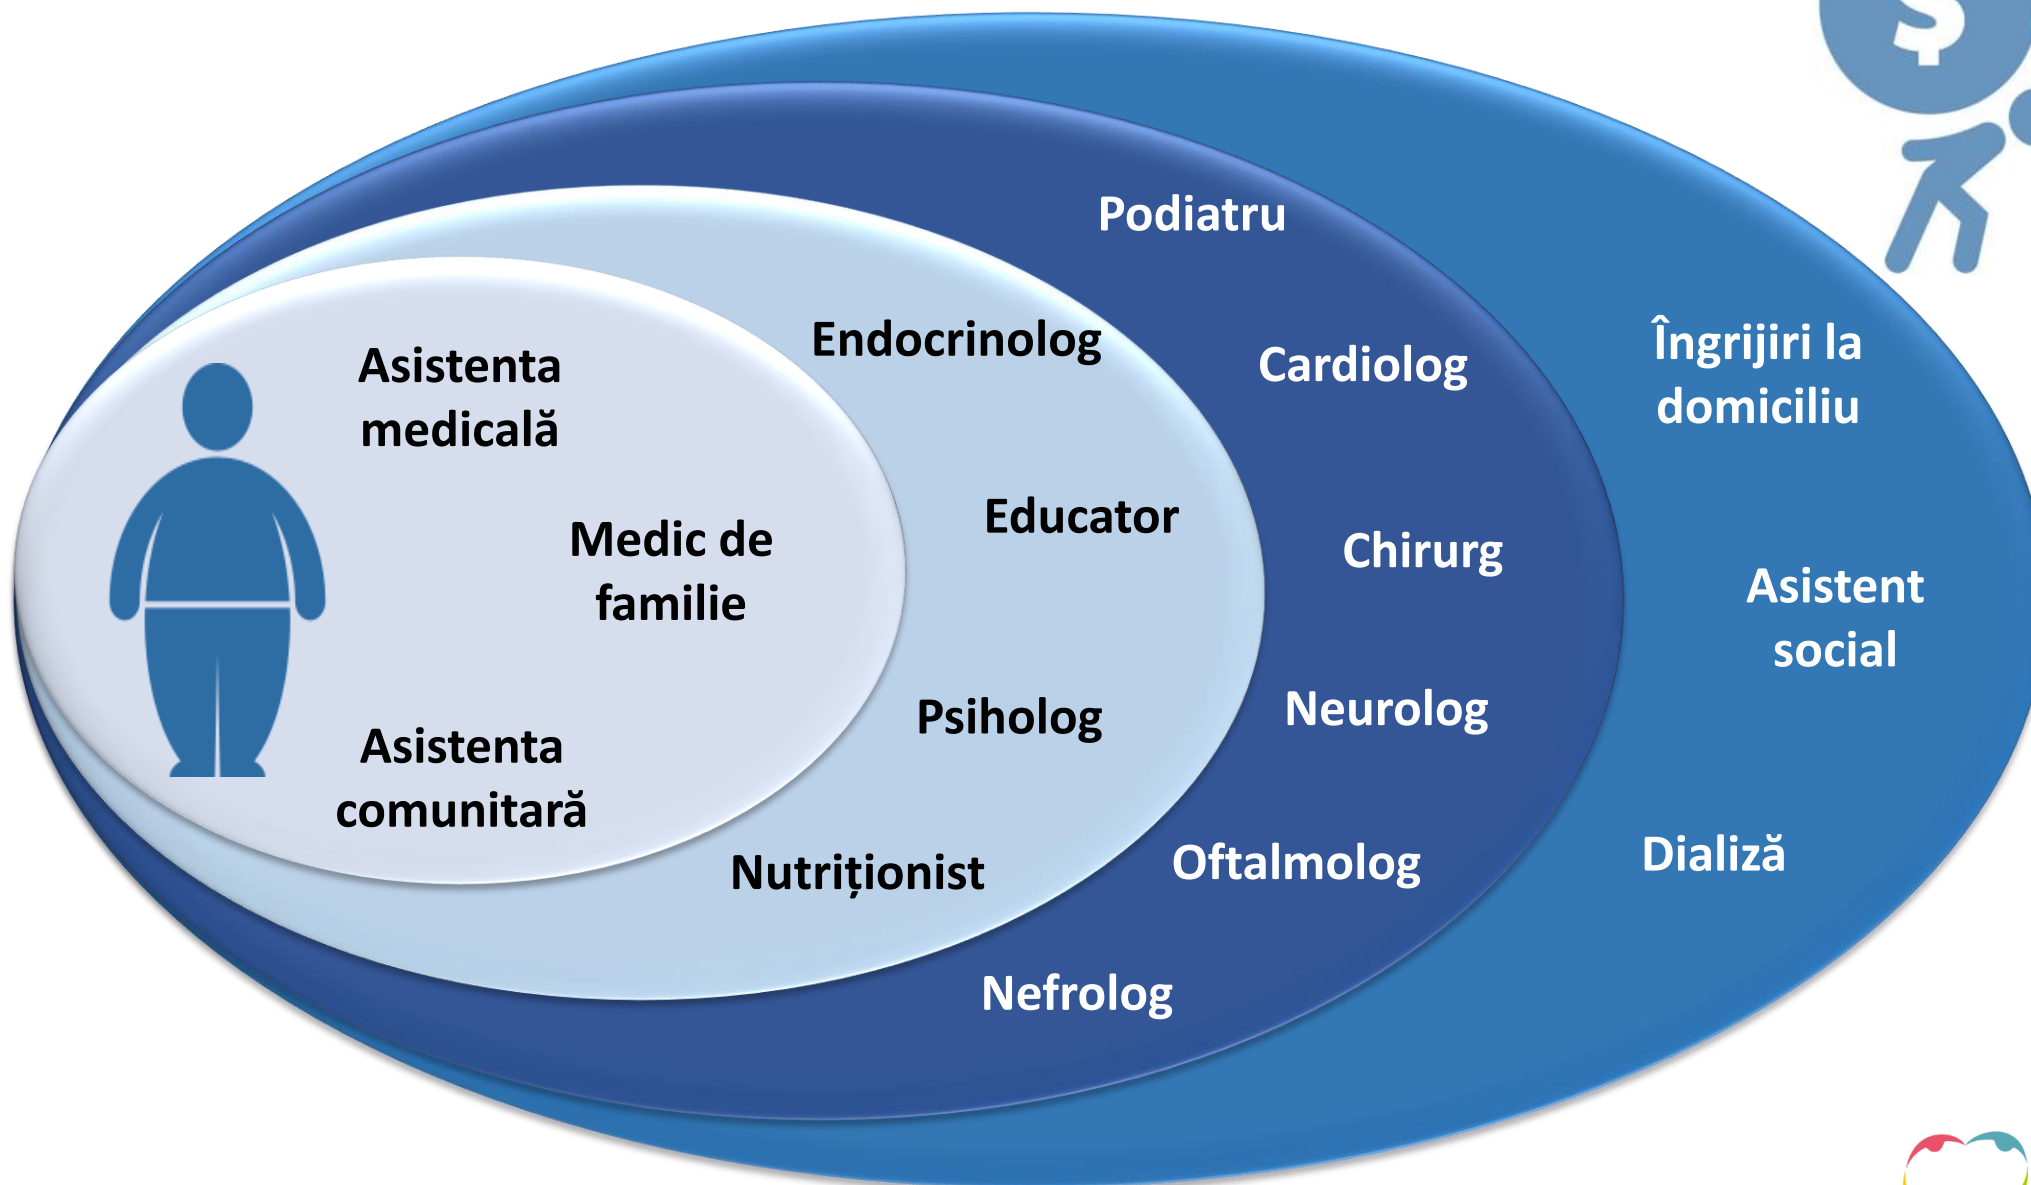 Asistenta
medicală
Medic de
familie
Asistenta
comunitară
Endocrinolog
Educator
Psiholog
Nutriționist
Podiatru
Cardiolog
Chirurg
Neurolog
Oftalmolog
Nefrolog
Îngrijiri la
domiciliu
Asistent
social
Dializă
$